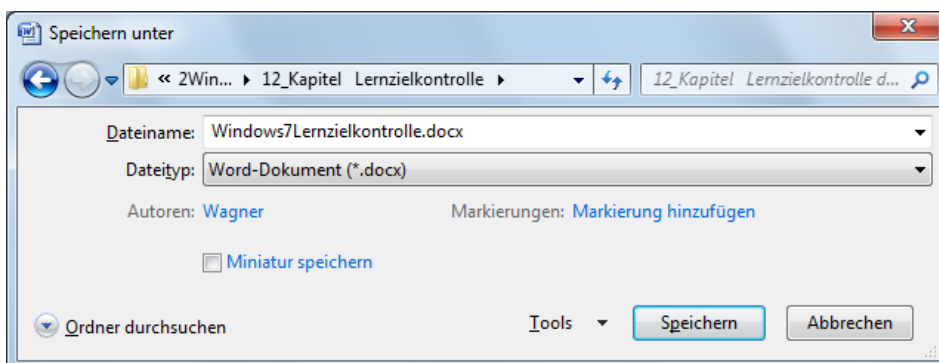 Speichern unter
« 2Win... ▸ 12_Kapitel Lernzielkontrolle ▸ 12_Kapitel Lernzielkontrolle d...
Dateiname: Windows7Lernzielkontrolle.docx
Dateityp: Word-Dokument (*.docx)
Autoren: Wagner Markierungen: Markierung hinzufügen
Miniatur speichern
Ordner durchsuchen Tools Speichern Abbrechen